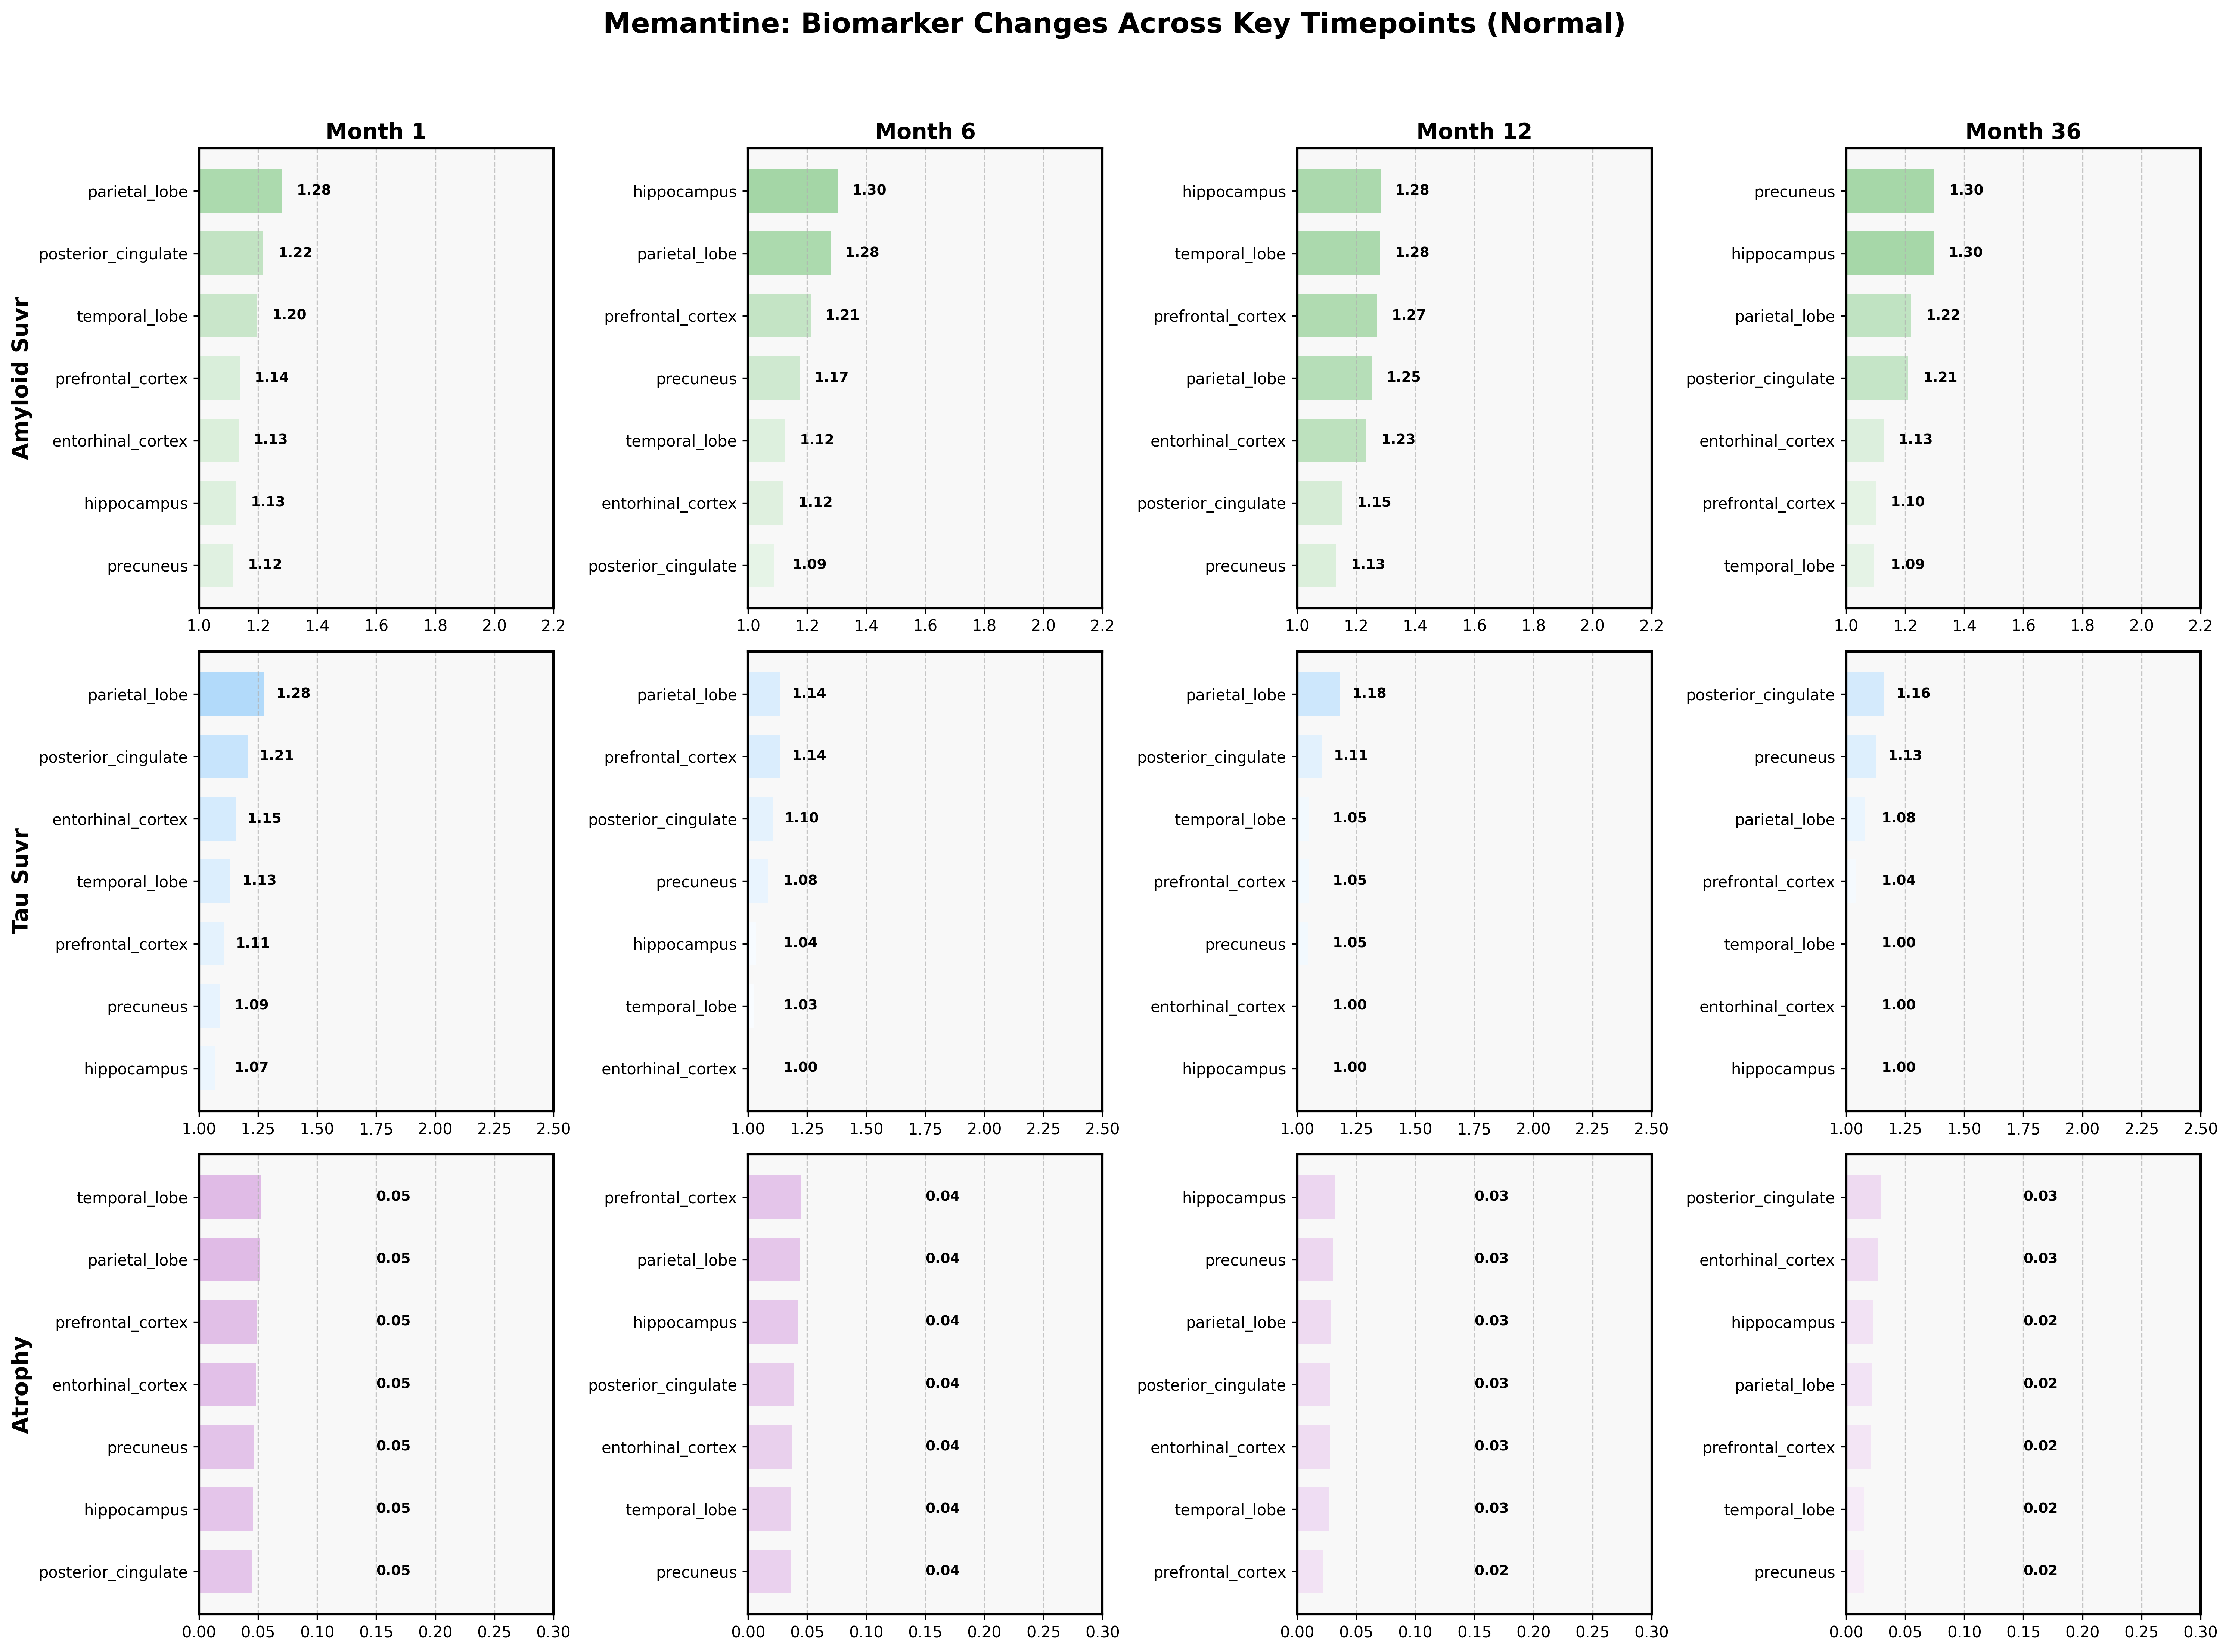 Memantine: Biomarker Changes Across Key Timepoints (Normal)
Month 1
Month 6
Month 12
Month 36
Amyloid Suvr
parietal_lobe 1.28
posterior_cingulate 1.22
temporal_lobe 1.20
prefrontal_cortex 1.14
entorhinal_cortex 1.13
hippocampus 1.13
precuneus 1.12
1.0 1.2 1.4 1.6 1.8 2.0 2.2
hippocampus 1.30
parietal_lobe 1.28
prefrontal_cortex 1.21
precuneus 1.17
temporal_lobe 1.12
entorhinal_cortex 1.12
posterior_cingulate 1.09
1.0 1.2 1.4 1.6 1.8 2.0 2.2
hippocampus 1.28
temporal_lobe 1.28
prefrontal_cortex 1.27
parietal_lobe 1.25
entorhinal_cortex 1.23
posterior_cingulate 1.15
precuneus 1.13
1.0 1.2 1.4 1.6 1.8 2.0 2.2
precuneus 1.30
hippocampus 1.30
parietal_lobe 1.22
posterior_cingulate 1.21
entorhinal_cortex 1.13
prefrontal_cortex 1.10
temporal_lobe 1.09
1.0 1.2 1.4 1.6 1.8 2.0 2.2
Tau Suvr
parietal_lobe 1.28
posterior_cingulate 1.21
entorhinal_cortex 1.15
temporal_lobe 1.13
prefrontal_cortex 1.11
precuneus 1.09
hippocampus 1.07
1.00 1.25 1.50 1.75 2.00 2.25 2.50
parietal_lobe 1.14
prefrontal_cortex 1.14
posterior_cingulate 1.10
precuneus 1.08
hippocampus 1.04
temporal_lobe 1.03
entorhinal_cortex 1.00
1.00 1.25 1.50 1.75 2.00 2.25 2.50
parietal_lobe 1.18
posterior_cingulate 1.11
temporal_lobe 1.05
prefrontal_cortex 1.05
precuneus 1.05
entorhinal_cortex 1.00
hippocampus 1.00
1.00 1.25 1.50 1.75 2.00 2.25 2.50
posterior_cingulate 1.16
precuneus 1.13
parietal_lobe 1.08
prefrontal_cortex 1.04
temporal_lobe 1.00
entorhinal_cortex 1.00
hippocampus 1.00
1.00 1.25 1.50 1.75 2.00 2.25 2.50
Atrophy
temporal_lobe 0.05
parietal_lobe 0.05
prefrontal_cortex 0.05
entorhinal_cortex 0.05
precuneus 0.05
hippocampus 0.05
posterior_cingulate 0.05
0.00 0.05 0.10 0.15 0.20 0.25 0.30
prefrontal_cortex 0.04
parietal_lobe 0.04
hippocampus 0.04
posterior_cingulate 0.04
entorhinal_cortex 0.04
temporal_lobe 0.04
precuneus 0.04
0.00 0.05 0.10 0.15 0.20 0.25 0.30
hippocampus 0.03
precuneus 0.03
parietal_lobe 0.03
posterior_cingulate 0.03
entorhinal_cortex 0.03
temporal_lobe 0.03
prefrontal_cortex 0.02
0.00 0.05 0.10 0.15 0.20 0.25 0.30
posterior_cingulate 0.03
entorhinal_cortex 0.03
hippocampus 0.02
parietal_lobe 0.02
prefrontal_cortex 0.02
temporal_lobe 0.02
precuneus 0.02
0.00 0.05 0.10 0.15 0.20 0.25 0.30